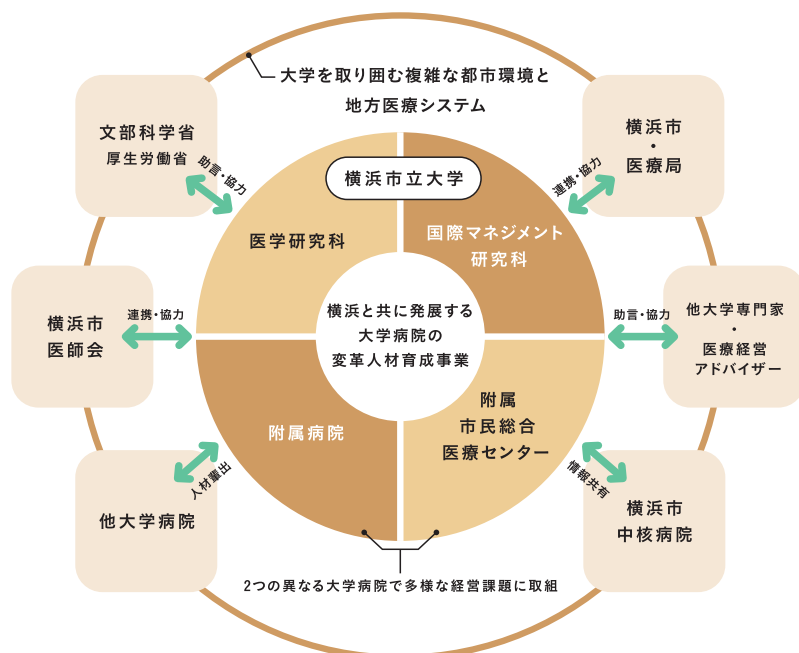 大学を取り囲む複雑な都市環境と
地方医療システム
文部科学省
厚生労働省
助言・協力
横浜市
・
医療局
連携・協力
横浜市立大学
医学研究科
国際マネジメント
研究科
横浜市
医師会
連携・協力
横浜と共に発展する
大学病院の
変革人材育成事業
助言・協力
他大学専門家
・
医療経営
アドバイザー
附属病院
附属
市民総合
医療センター
他大学病院
人材輩出
情報共有
横浜市
中核病院
2つの異なる大学病院で多様な経営課題に取組